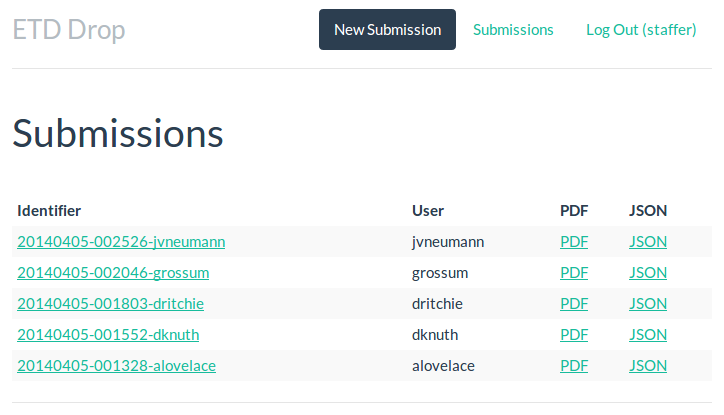 ETD Drop New Submission Submissions Log Out (staffer)
Submissions
Identifier User PDF JSON
20140405-002526-jvneumann jvneumann PDF JSON
20140405-002046-grossum grossum PDF JSON
20140405-001803-dritchie dritchie PDF JSON
20140405-001552-dknuth dknuth PDF JSON
20140405-001328-alovelace alovelace PDF JSON